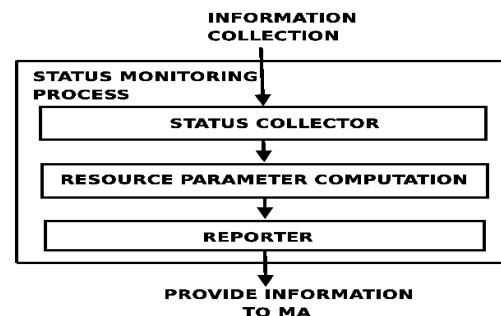 INFORMATION
COLLECTION
STATUS MONITORING
PROCESS
STATUS COLLECTOR
RESOURCE PARAMETER COMPUTATION
REPORTER
PROVIDE INFORMATION
TO MA